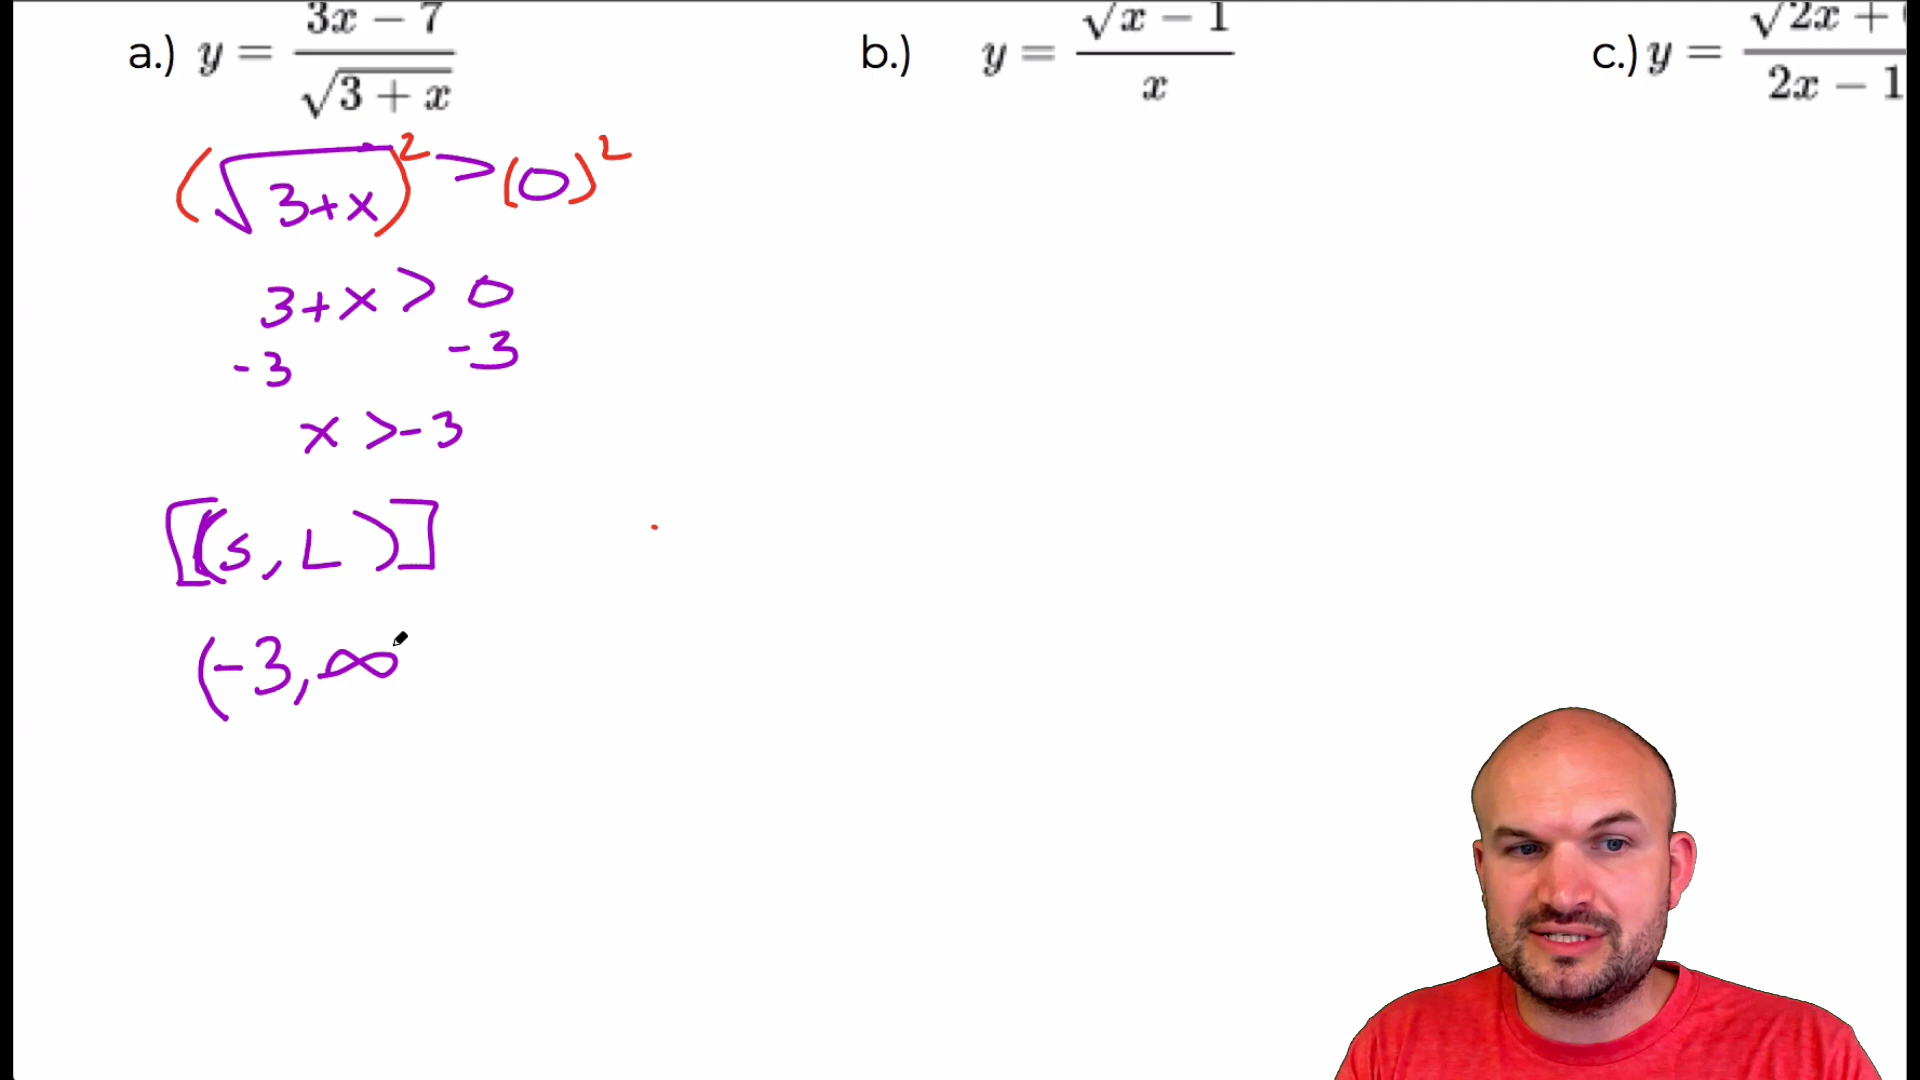 a.) y = (3x − 7)/√(3 + x)
b.) y = √(x − 1)/x
c.) y = √2x + /2x − 1
(√(3+x))² > (0)²
3+x > 0
-3 -3
x > -3
[(S, L)]
(-3, ∞